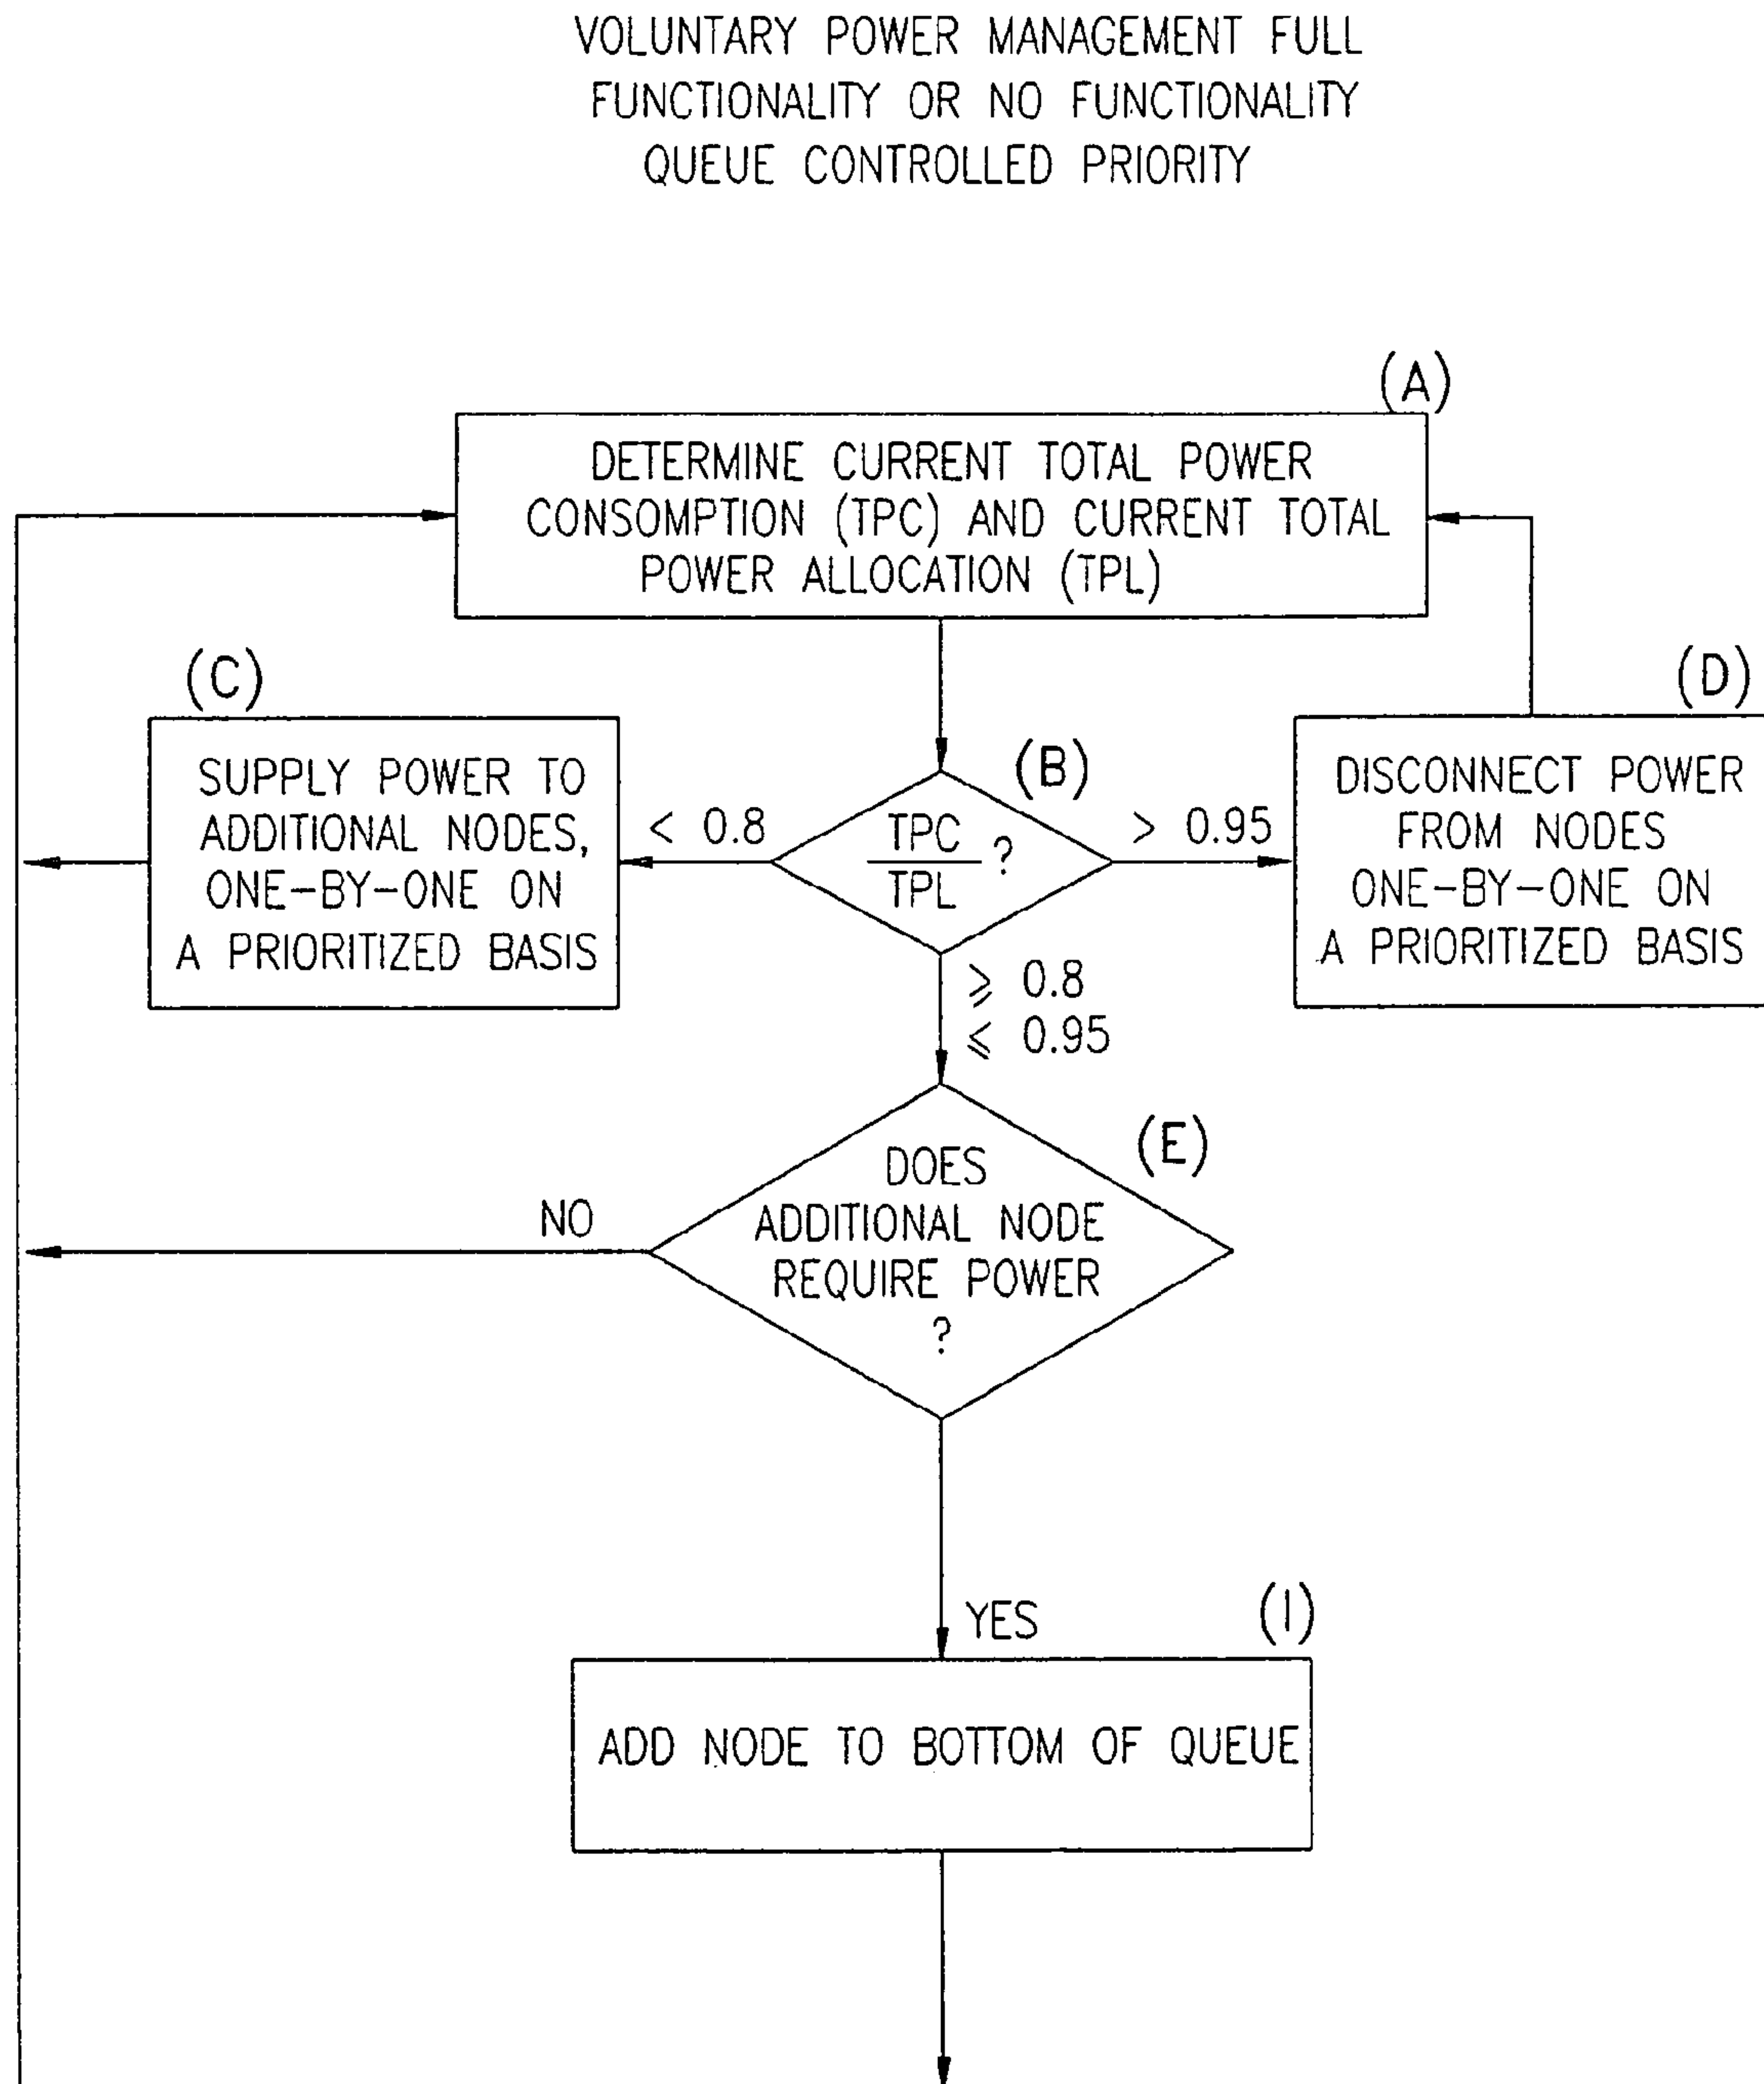 VOLUNTARY POWER MANAGEMENT FULL
FUNCTIONALITY OR NO FUNCTIONALITY
QUEUE CONTROLLED PRIORITY
(A)
DETERMINE CURRENT TOTAL POWER
CONSOMPTION (TPC) AND CURRENT TOTAL
POWER ALLOCATION (TPL)
(C)
SUPPLY POWER TO
ADDITIONAL NODES,
ONE-BY-ONE ON
A PRIORITIZED BASIS
< 0.8
(B)
TPC
TPL
?
> 0.95
(D)
DISCONNECT POWER
FROM NODES
ONE-BY-ONE ON
A PRIORITIZED BASIS
⩾ 0.8
⩽ 0.95
(E)
DOES
ADDITIONAL NODE
REQUIRE POWER
?
NO
YES
(I)
ADD NODE TO BOTTOM OF QUEUE